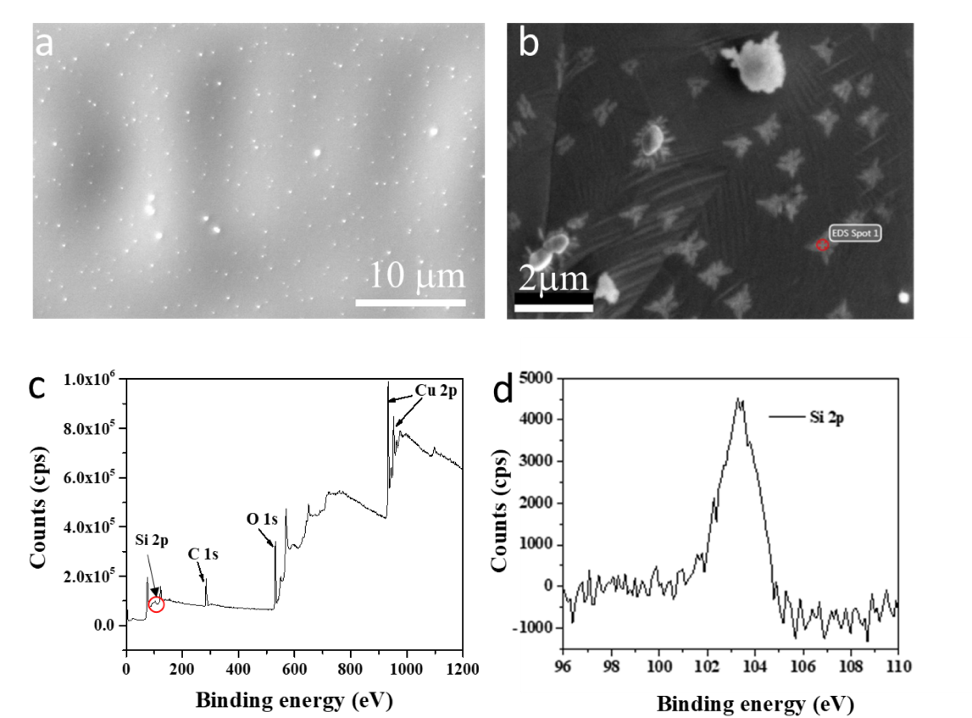 a
10 µm
b
EDS Spot 1
2µm
c
1.0x10⁶
8.0x10⁵
6.0x10⁵
4.0x10⁵
2.0x10⁵
0.0
Counts (cps)
Cu 2p
O 1s
Si 2p
C 1s
0 200 400 600 800 1000 1200
Binding energy (eV)
d
5000
4000
3000
2000
1000
0
-1000
Counts (cps)
Si 2p
96 98 100 102 104 106 108 110
Binding energy (eV)